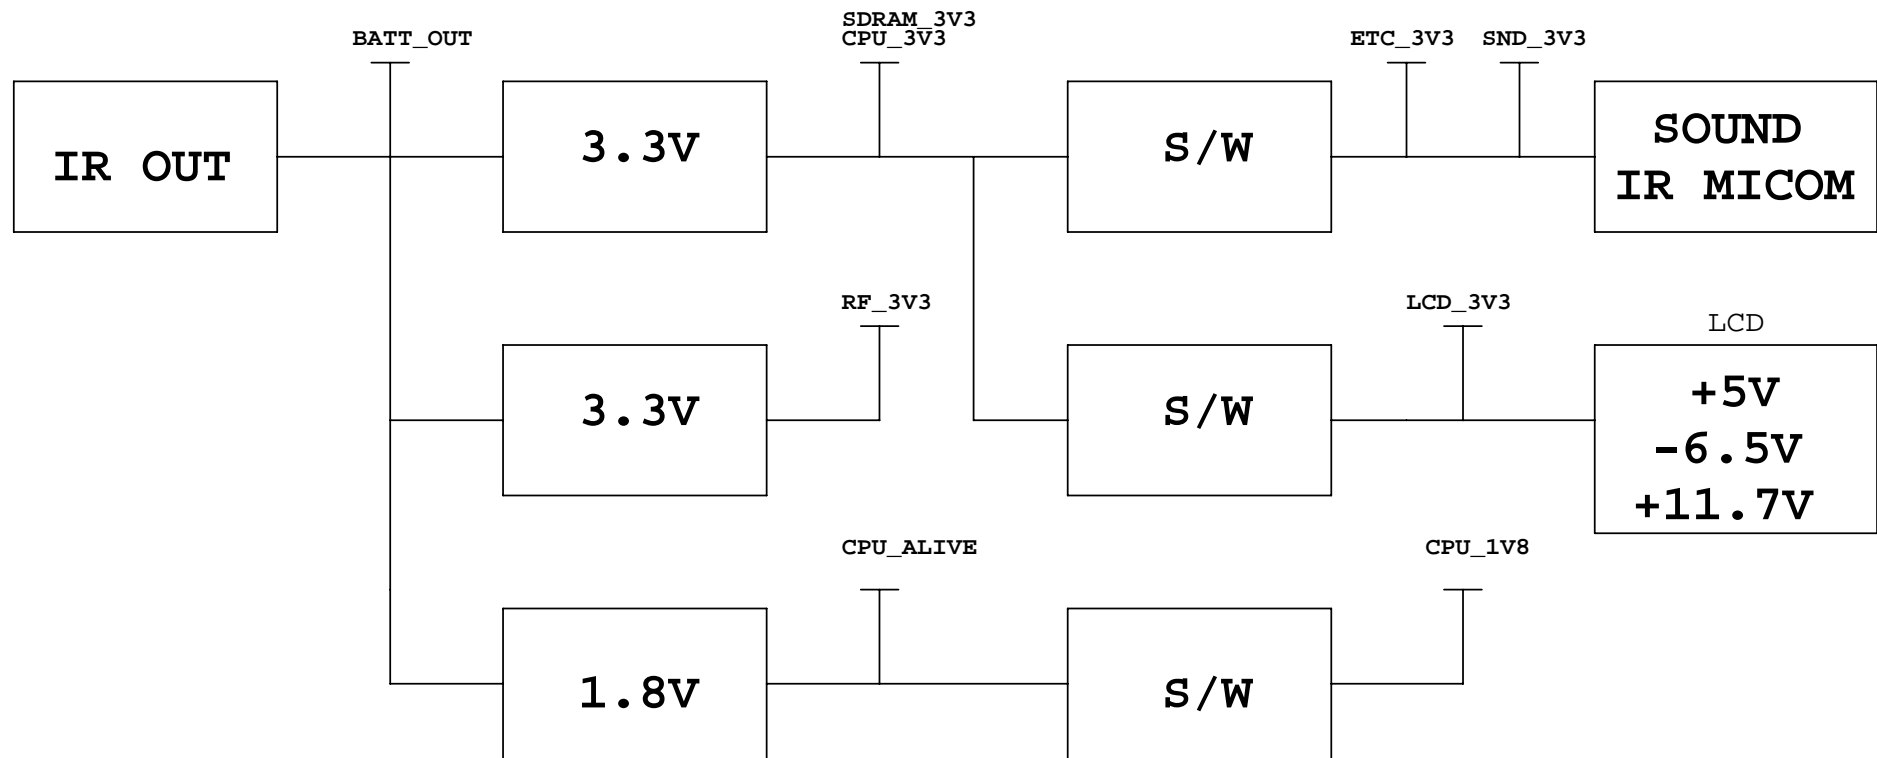 SDRAM_3V3
BATT_OUT
CPU_3V3
ETC_3V3
SND_3V3
IR OUT
3.3V
S/W
SOUND
IR MICOM
RF_3V3
LCD_3V3
LCD
3.3V
S/W
+5V
-6.5V
+11.7V
CPU_ALIVE
CPU_1V8
1.8V
S/W